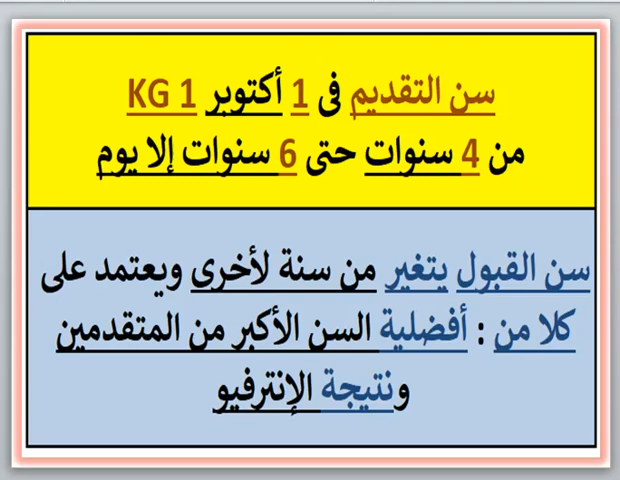 سن التقديم فى 1 أكتوبر KG 1
من 4 سنوات حتى 6 سنوات إلا يوم
سن القبول يتغير من سنة لأخرى ويعتمد على
كلا من : أفضلية السن الأكبر من المتقدمين
ونتيجة الإنترفيو